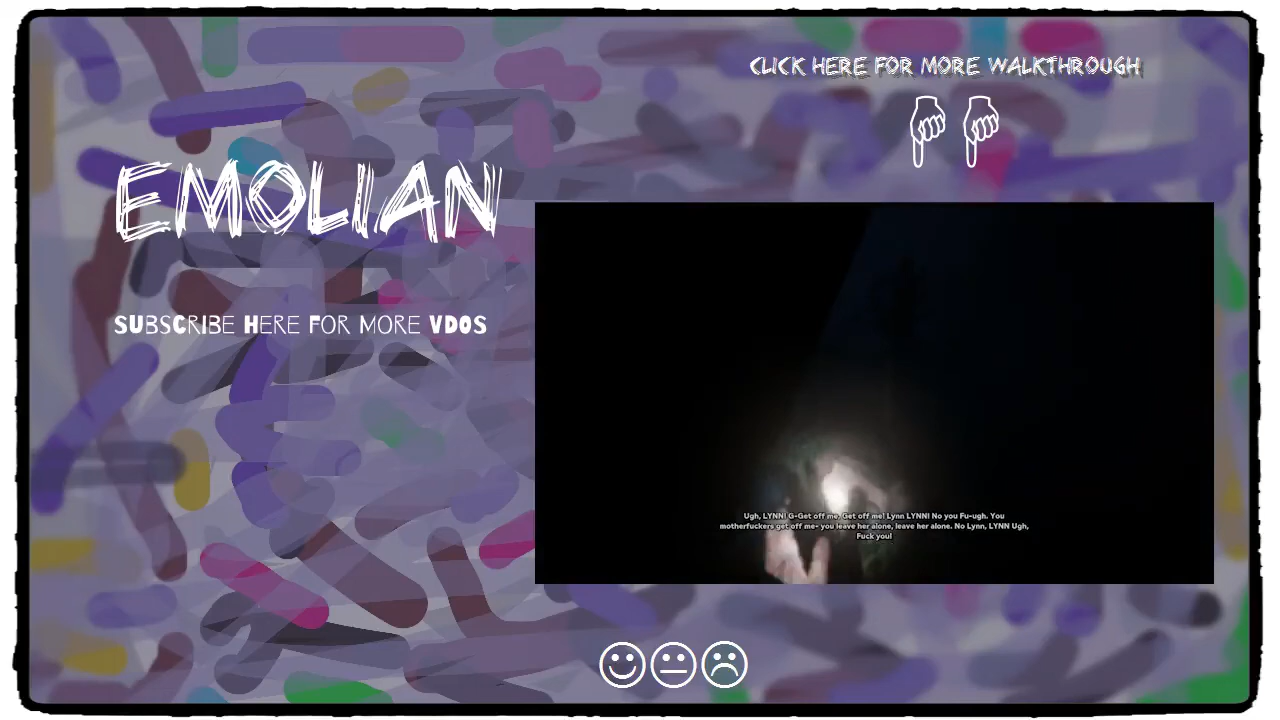 CLICK HERE FOR MORE WALKTHROUGH
EMOLIAN
SUBSCRIBE HERE FOR MORE VDOS
Ugh, LYNN! G-Get off me, Get off me! Lynn LYNN! No you Fu-ugh. You
motherfuckers get off me- you leave her alone, leave her alone. No Lynn, LYNN Ugh,
Fuck you!